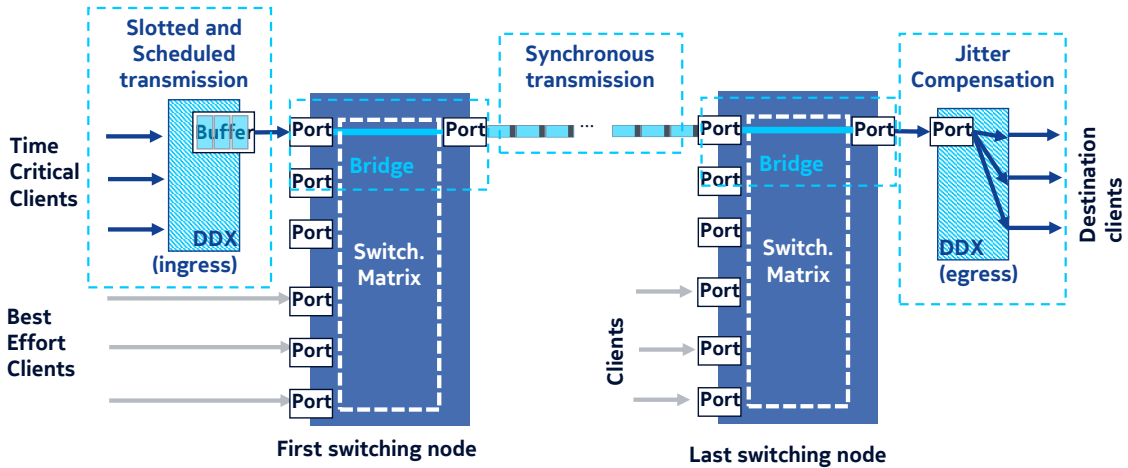 Slotted and
Scheduled
transmission
Synchronous
transmission
...
Jitter
Compensation
Time
Critical
Clients
Buffer
DDX
(ingress)
Port
Port
Port
Port
Port
Port
Port
Bridge
Switch.
Matrix
Port
Port
Port
Port
Port
Port
Port
Bridge
Switch.
Matrix
Port
DDX
(egress)
Destination
clients
Best
Effort
Clients
Clients
First switching node
Last switching node